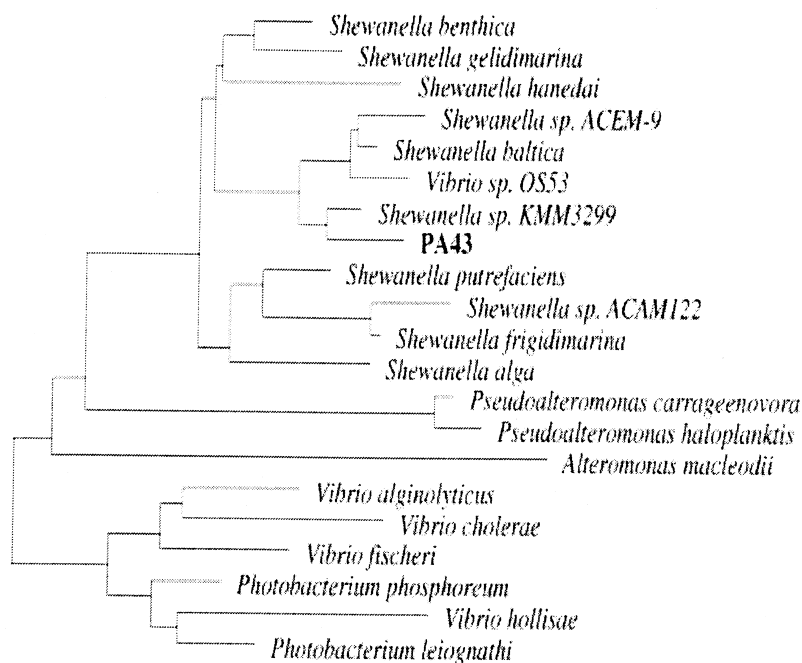 Shewanella benthica
Shewanella gelidimarina
Shewanella hanedai
Shewanella sp. ACEM-9
Shewanella baltica
Vibrio sp. OS53
Shewanella sp. KMM3299
PA43
Shewanella putrefaciens
Shewanella sp. ACAM122
Shewanella frigidimarina
Shewanella alga
Pseudoalteromonas carrageenovora
Pseudoalteromonas haloplanktis
Alteromonas macleodii
Vibrio alginolyticus
Vibrio cholerae
Vibrio fischeri
Photobacterium phosphoreum
Vibrio hollisae
Photobacterium leiognathi